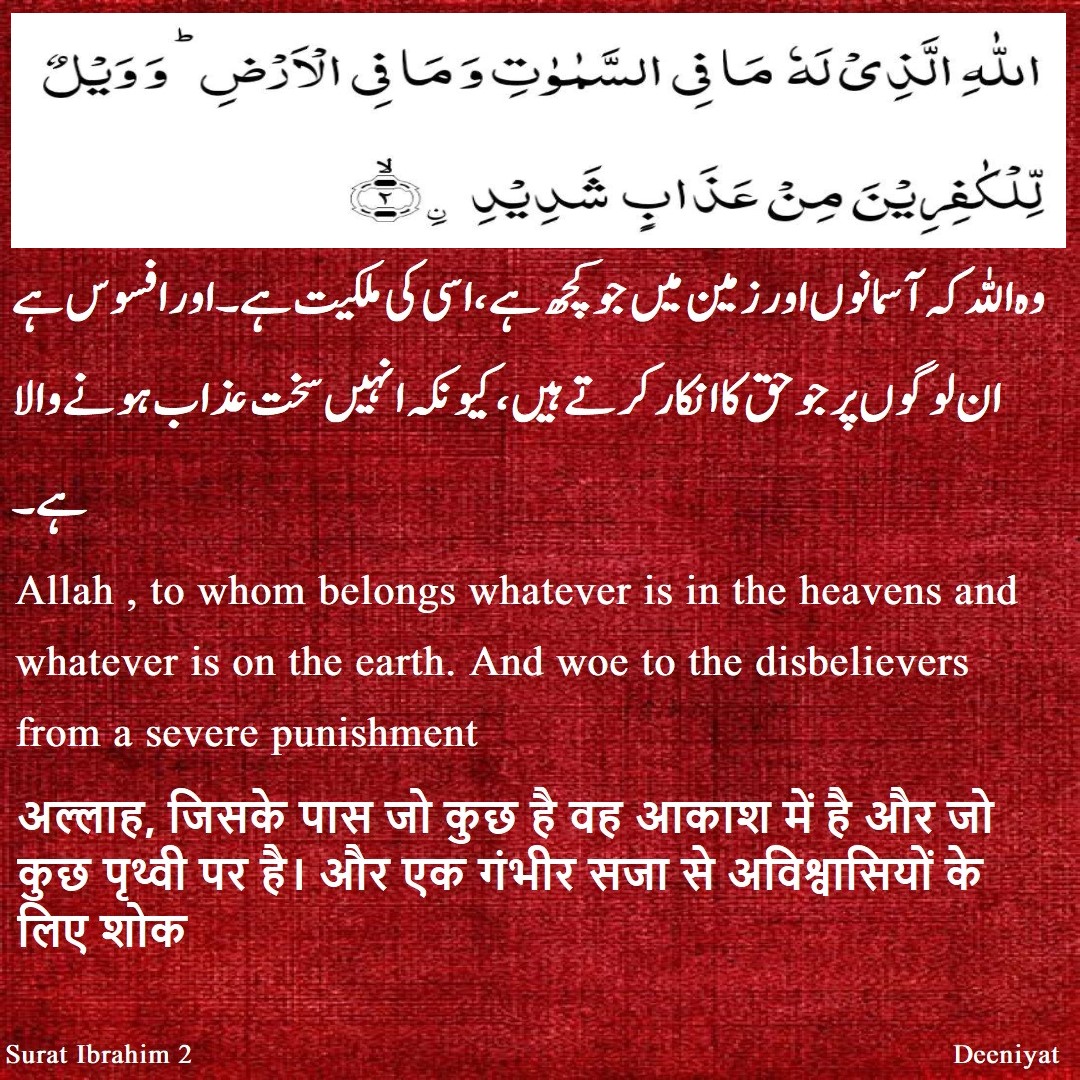 اللّٰهِ الَّذِیْ لَهٗ مَا فِی السَّمٰوٰتِ وَ مَا فِی الْاَرْضِ ؕ وَ وَیْلٌ
لِّلْكٰفِرِیْنَ مِنْ عَذَابٍ شَدِیْدِ ۙ﴿۲﴾ نِ
وہ اللہ کہ آسمانوں اور زمین میں جو کچھ ہے، اسی کی ملکیت ہے۔ اور افسوس ہے
ان لوگوں پر جو حق کا انکار کرتے ہیں، کیونکہ انہیں سخت عذاب ہونے والا
ہے۔
Allah , to whom belongs whatever is in the heavens and
whatever is on the earth. And woe to the disbelievers
from a severe punishment
अल्लाह, जिसके पास जो कुछ है वह आकाश में है और जो
कुछ पृथ्वी पर है। और एक गंभीर सजा से अविश्वासियों के
लिए शोक
Surat Ibrahim 2
Deeniyat